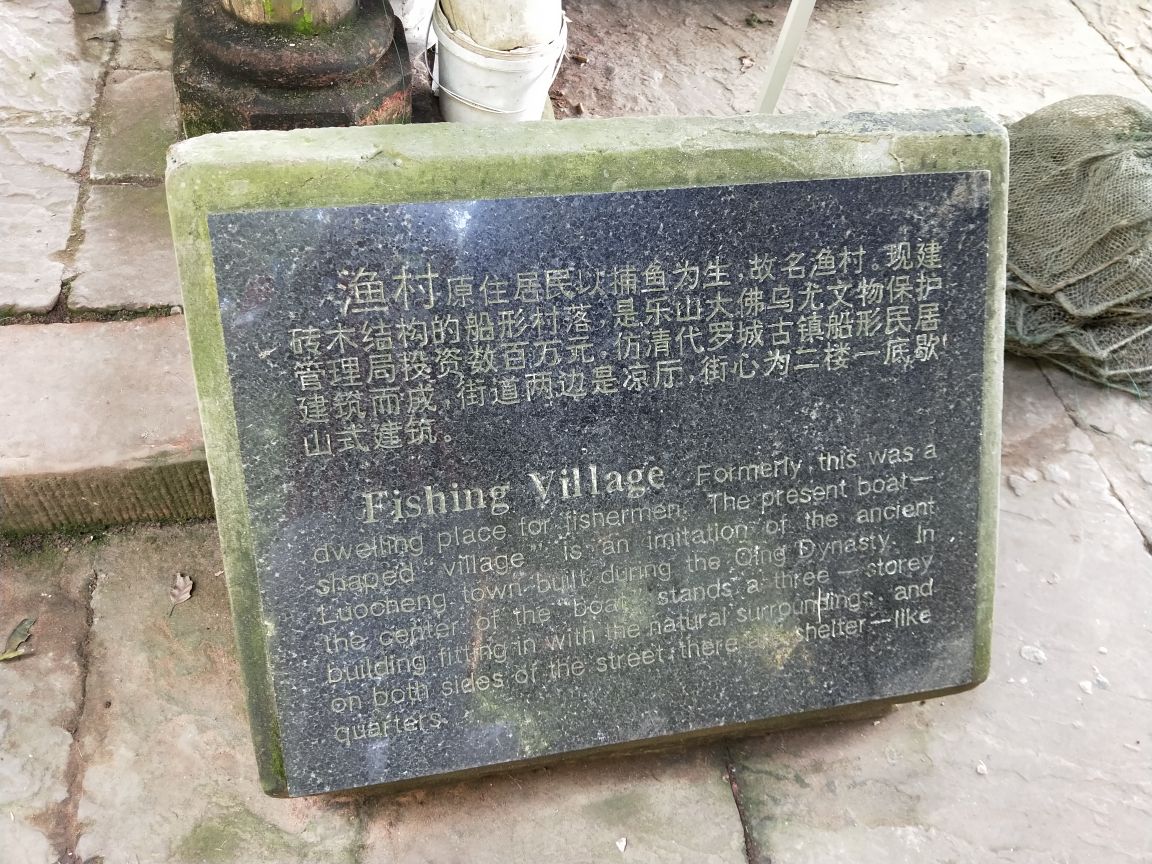 渔村 原住居民以捕鱼为生,故名渔村。现建
砖木结构的船形村落,是乐山大佛乌尤文物保护
管理局投资数百万元,仿清代罗城古镇船形民居
建筑而成,街道两边是凉厅,街心为二楼一底歇
山式建筑。
Fishing Village Formerly, this was a
dwelling place for fishermen. The present boat—
shaped "village" is an imitation of the ancient
Luocheng town built during the Qing Dynasty. In
the center of the "boat" stands a three—storey
building fitting in with the natural surroundings, and
on both sides of the street, there are shelter—like
quarters.